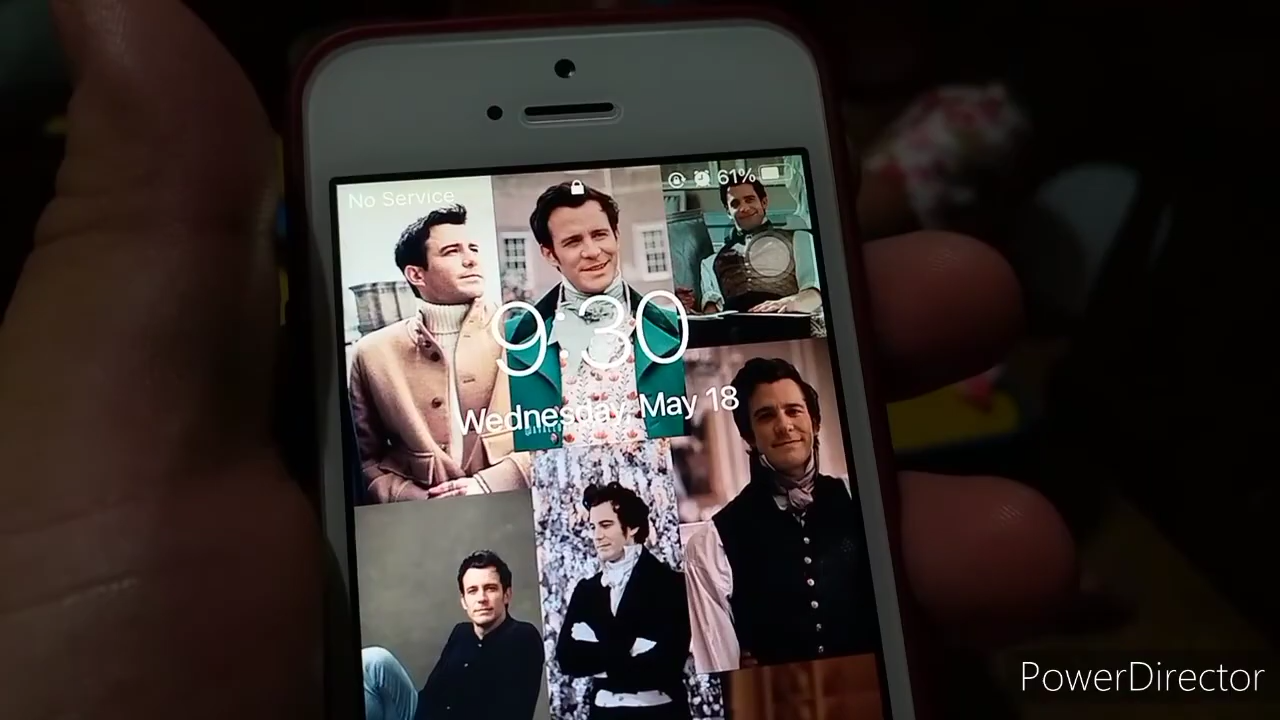 No Service
61%
9:30
Wednesday, May 18
PowerDirector